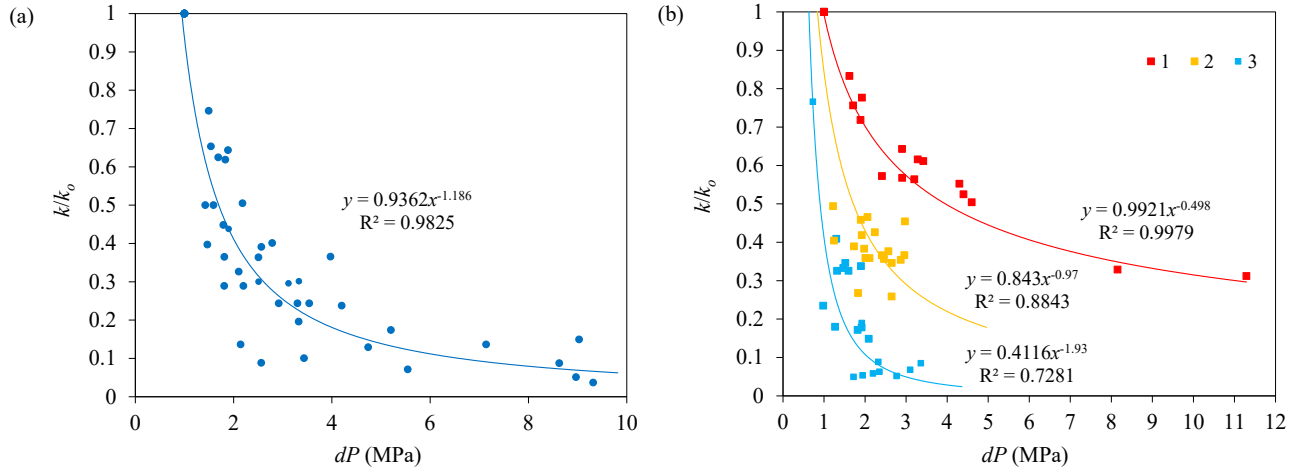 (a)
1
0.9
0.8
0.7
0.6
0.5
0.4
0.3
0.2
0.1
0
k/kₒ
y = 0.9362x^-1.186
R² = 0.9825
2 4 6 8 10
dP (MPa)
(b)
1
0.9
0.8
0.7
0.6
0.5
0.4
0.3
0.2
0.1
0
k/kₒ
1 2 3
y = 0.9921x^-0.498
R² = 0.9979
y = 0.843x^-0.97
R² = 0.8843
y = 0.4116x^-1.93
R² = 0.7281
0 1 2 3 4 5 6 7 8 9 10 11 12
dP (MPa)